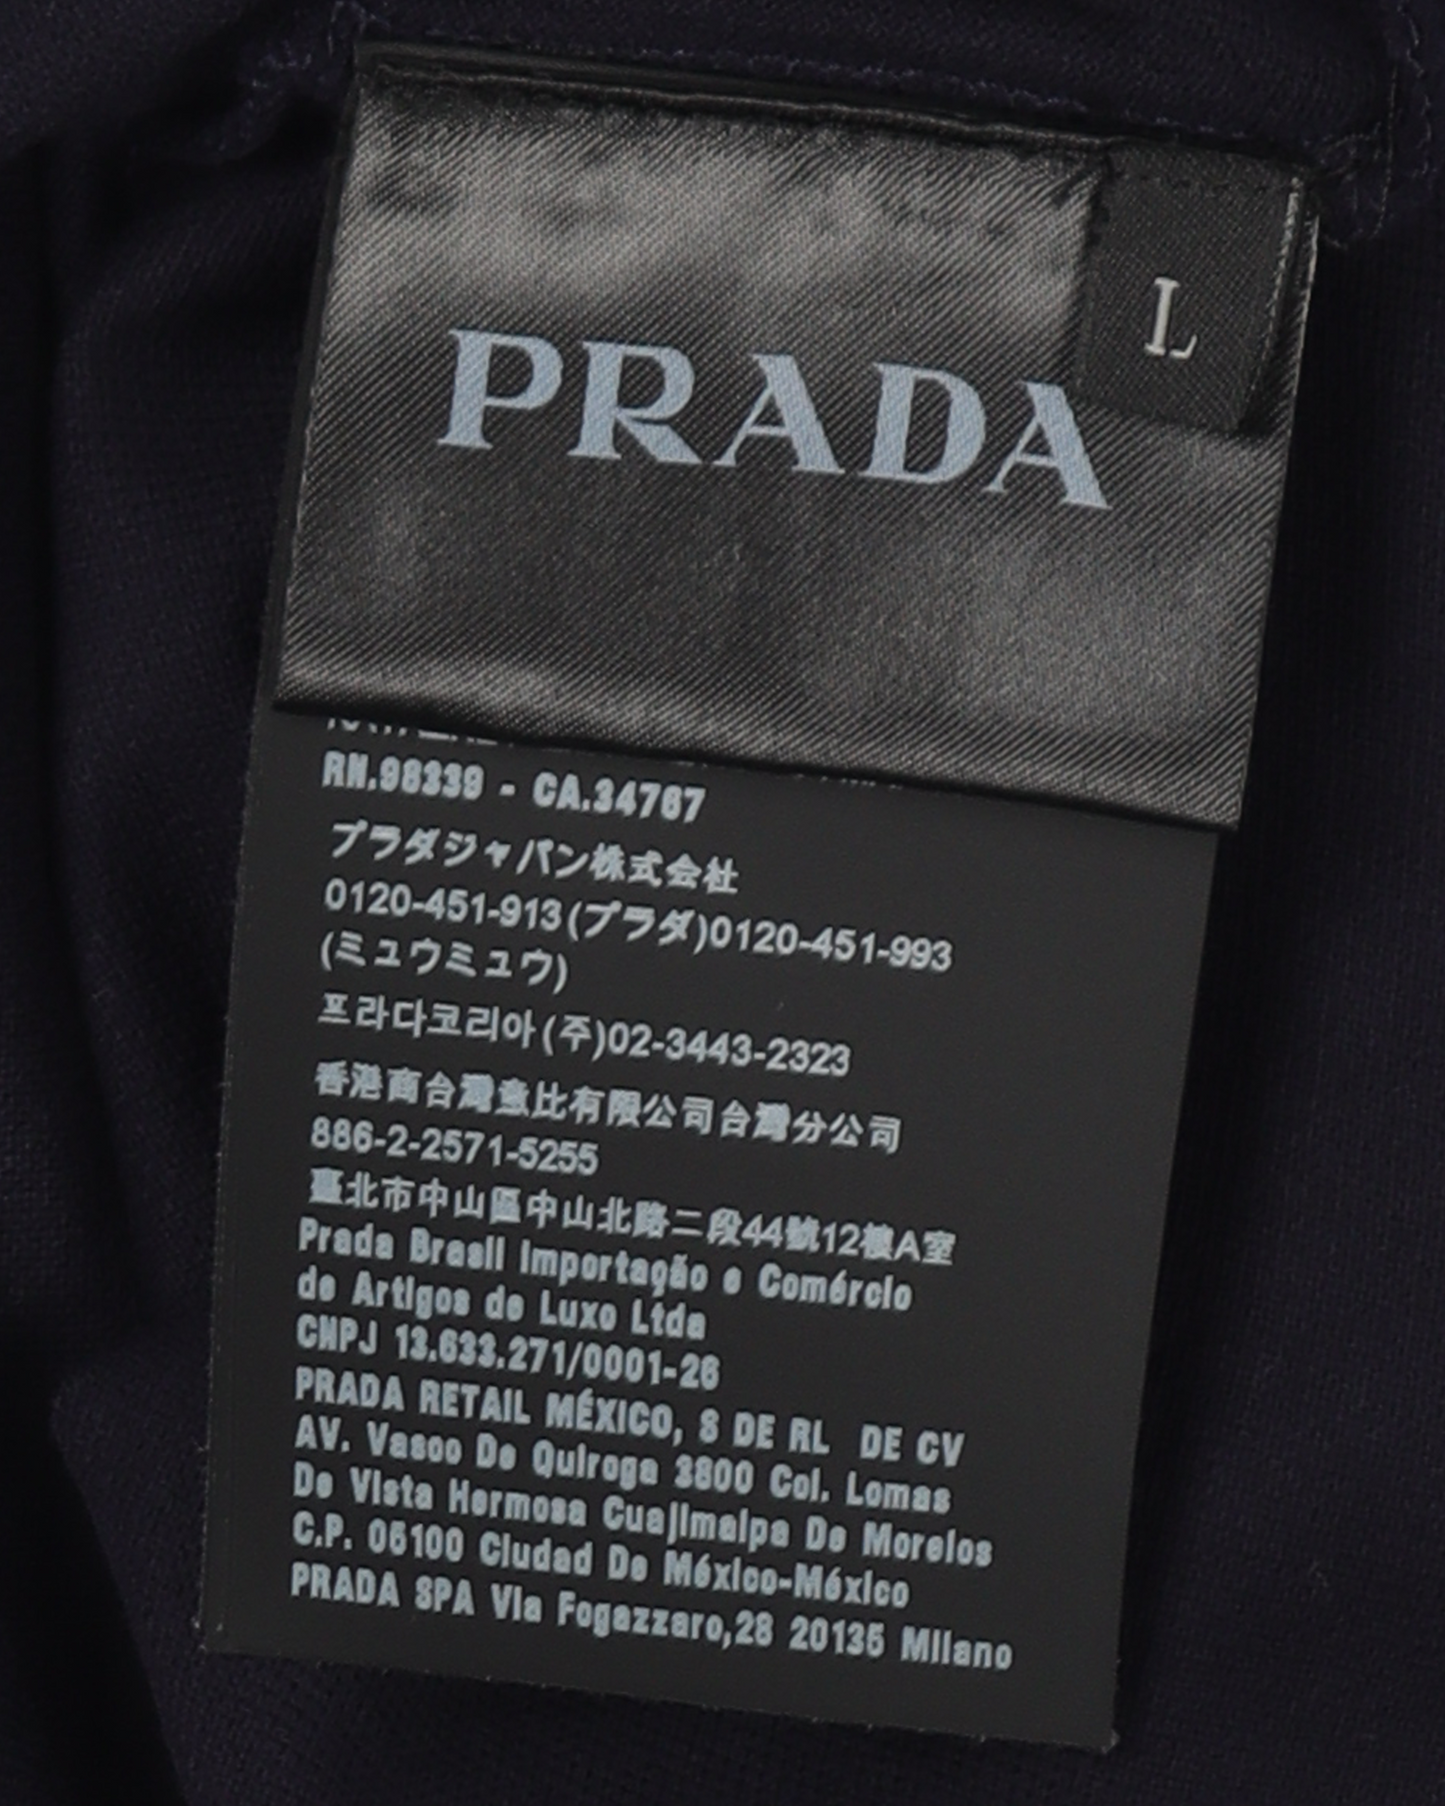 PRADA
L
RN.98339 - CA.34767
プラダジャパン株式会社
0120-451-913(プラダ)0120-451-993
(ミュウミュウ)
프라다코리아(주)02-3443-2323
香港商台灣意比有限公司台灣分公司
886-2-2571-5255
臺北市中山區中山北路二段44號12樓A室
Prada Brasil Importação e Comércio
de Artigos de Luxo Ltda
CNPJ 13.633.271/0001-26
PRADA RETAIL MÉXICO, S DE RL DE CV
AV. Vasco De Quiroga 3800 Col. Lomas
De Vista Hermosa Cuajimalpa De Morelos
C.P. 05100 Ciudad De México-México
PRADA SPA Via Fogazzaro,28 20135 Milano